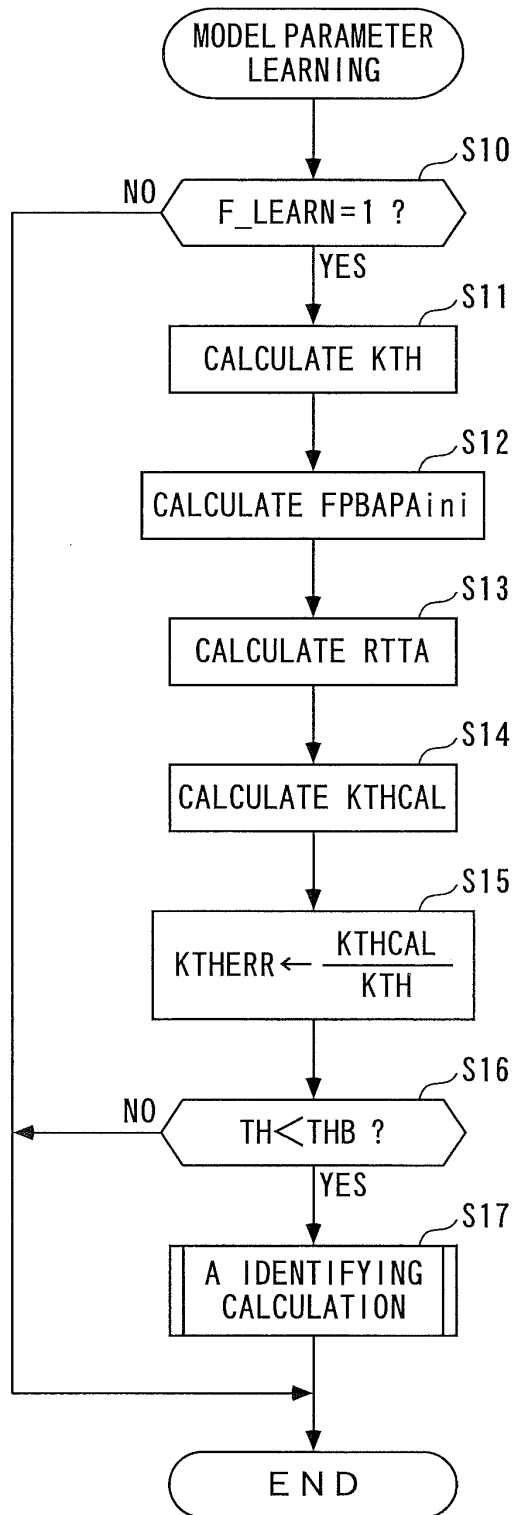 MODEL PARAMETER
LEARNING
S10
NO
F_LEARN=1 ?
YES
S11
CALCULATE KTH
S12
CALCULATE FPBAPAini
S13
CALCULATE RTTA
S14
CALCULATE KTHCAL
S15
KTHERR← KTHCAL
KTH
S16
NO
TH<THB ?
YES
S17
A IDENTIFYING
CALCULATION
END